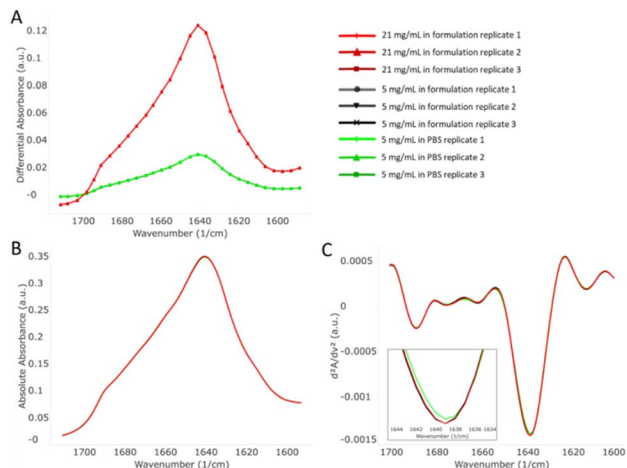 A
Differential Absorbance (a.u.)
0.12
0.1
0.08
0.06
0.04
0.02
-0
1700 1680 1660 1640 1620 1600
Wavenumber (1/cm)
21 mg/mL in formulation replicate 1
21 mg/mL in formulation replicate 2
21 mg/mL in formulation replicate 3
5 mg/mL in formulation replicate 1
5 mg/mL in formulation replicate 2
5 mg/mL in formulation replicate 3
5 mg/mL in PBS replicate 1
5 mg/mL in PBS replicate 2
5 mg/mL in PBS replicate 3
B
Absolute Absorbance (a.u.)
0.35
0.3
0.25
0.2
0.15
0.1
0.05
-0
1700 1680 1660 1640 1620 1600
Wavenumber (1/cm)
C
d²A/dv² (a.u.)
0.0005
0
-0.0005
-0.001
-0.0015
1700 1680 1660 1640 1620 1600
Wavenumber (1/cm)
1644 1642 1640 1638 1636 1634
Wavenumber (1/cm)